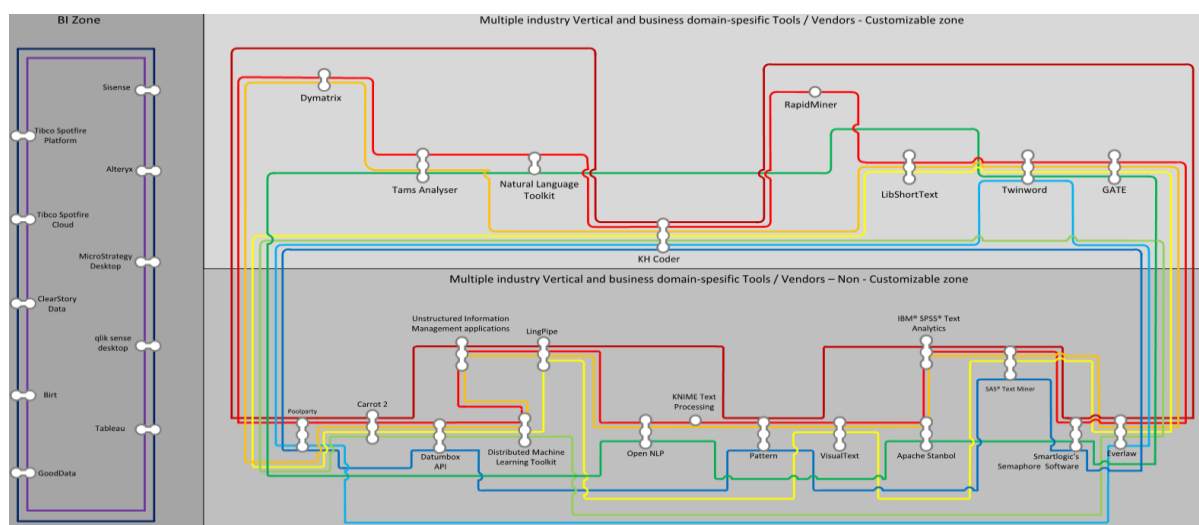 BI Zone
Multiple industry Vertical and business domain-spesific Tools / Vendors - Customizable zone
Sisense
Tibco Spotfire
Platform
Alteryx
Tibco Spotfire
Cloud
MicroStrategy
Desktop
ClearStory
Data
qlik sense
desktop
Birt
Tableau
GoodData
Dymatrix
RapidMiner
Tams Analyser
Natural Language
Toolkit
LibShortText
Twinword
GATE
KH Coder
Multiple industry Vertical and business domain-spesific Tools / Vendors – Non - Customizable zone
Unstructured Information
Management applications
LingPipe
IBM® SPSS® Text
Analytics
SAS® Text Miner
KNIME Text
Processing
Poolparty
Carrot 2
Datumbox
API
Distributed Machine
Learning Toolkit
Open NLP
Pattern
VisualText
Apache Stanbol
Smartlogic's
Semaphore Software
Everlaw